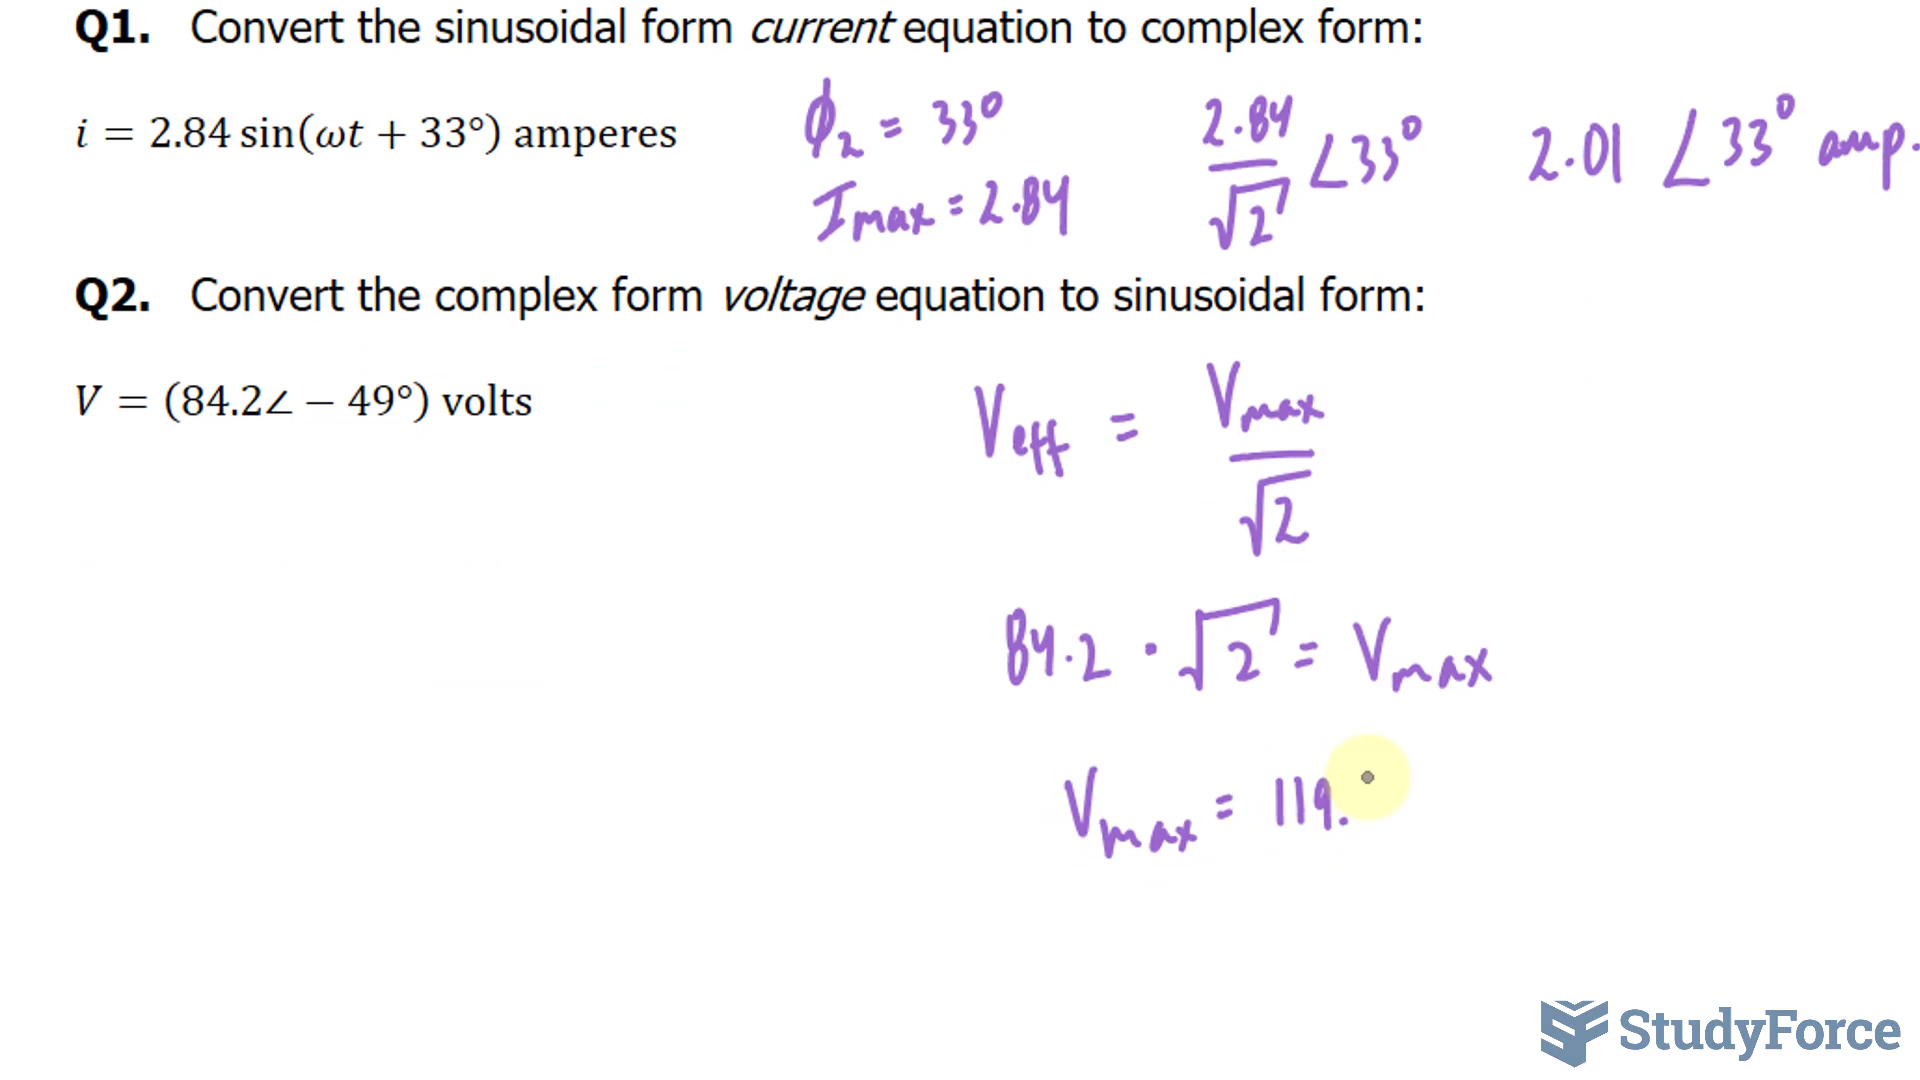 Q1. Convert the sinusoidal form current equation to complex form:
i = 2.84 sin(ωt + 33°) amperes
ϕ₂ = 33°
Imax = 2.84
2.84/√2 ∠33°
2.01 ∠33° amp.
Q2. Convert the complex form voltage equation to sinusoidal form:
V = (84.2∠ − 49°) volts
Veff = Vmax/√2
84.2 · √2 = Vmax
Vmax = 119.
StudyForce